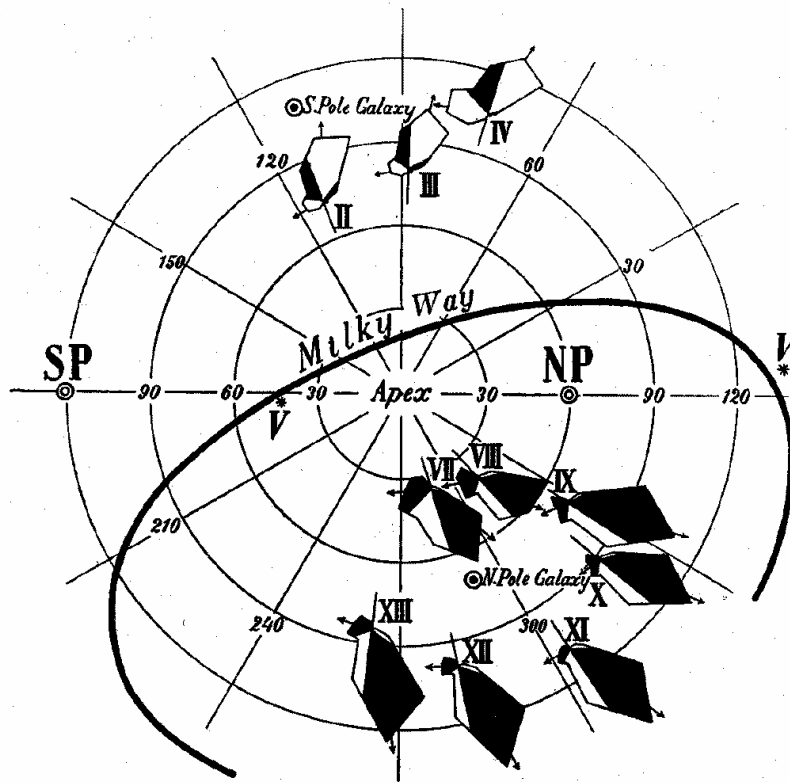 IV
S.Pole Galaxy
120
III
60
II
150
30
Milky Way
V
SP
NP
90 60 30 Apex 30 90 120
V
VII VIII
IX
210
N.Pole Galaxy
X
XIII
240
300
XI
XII